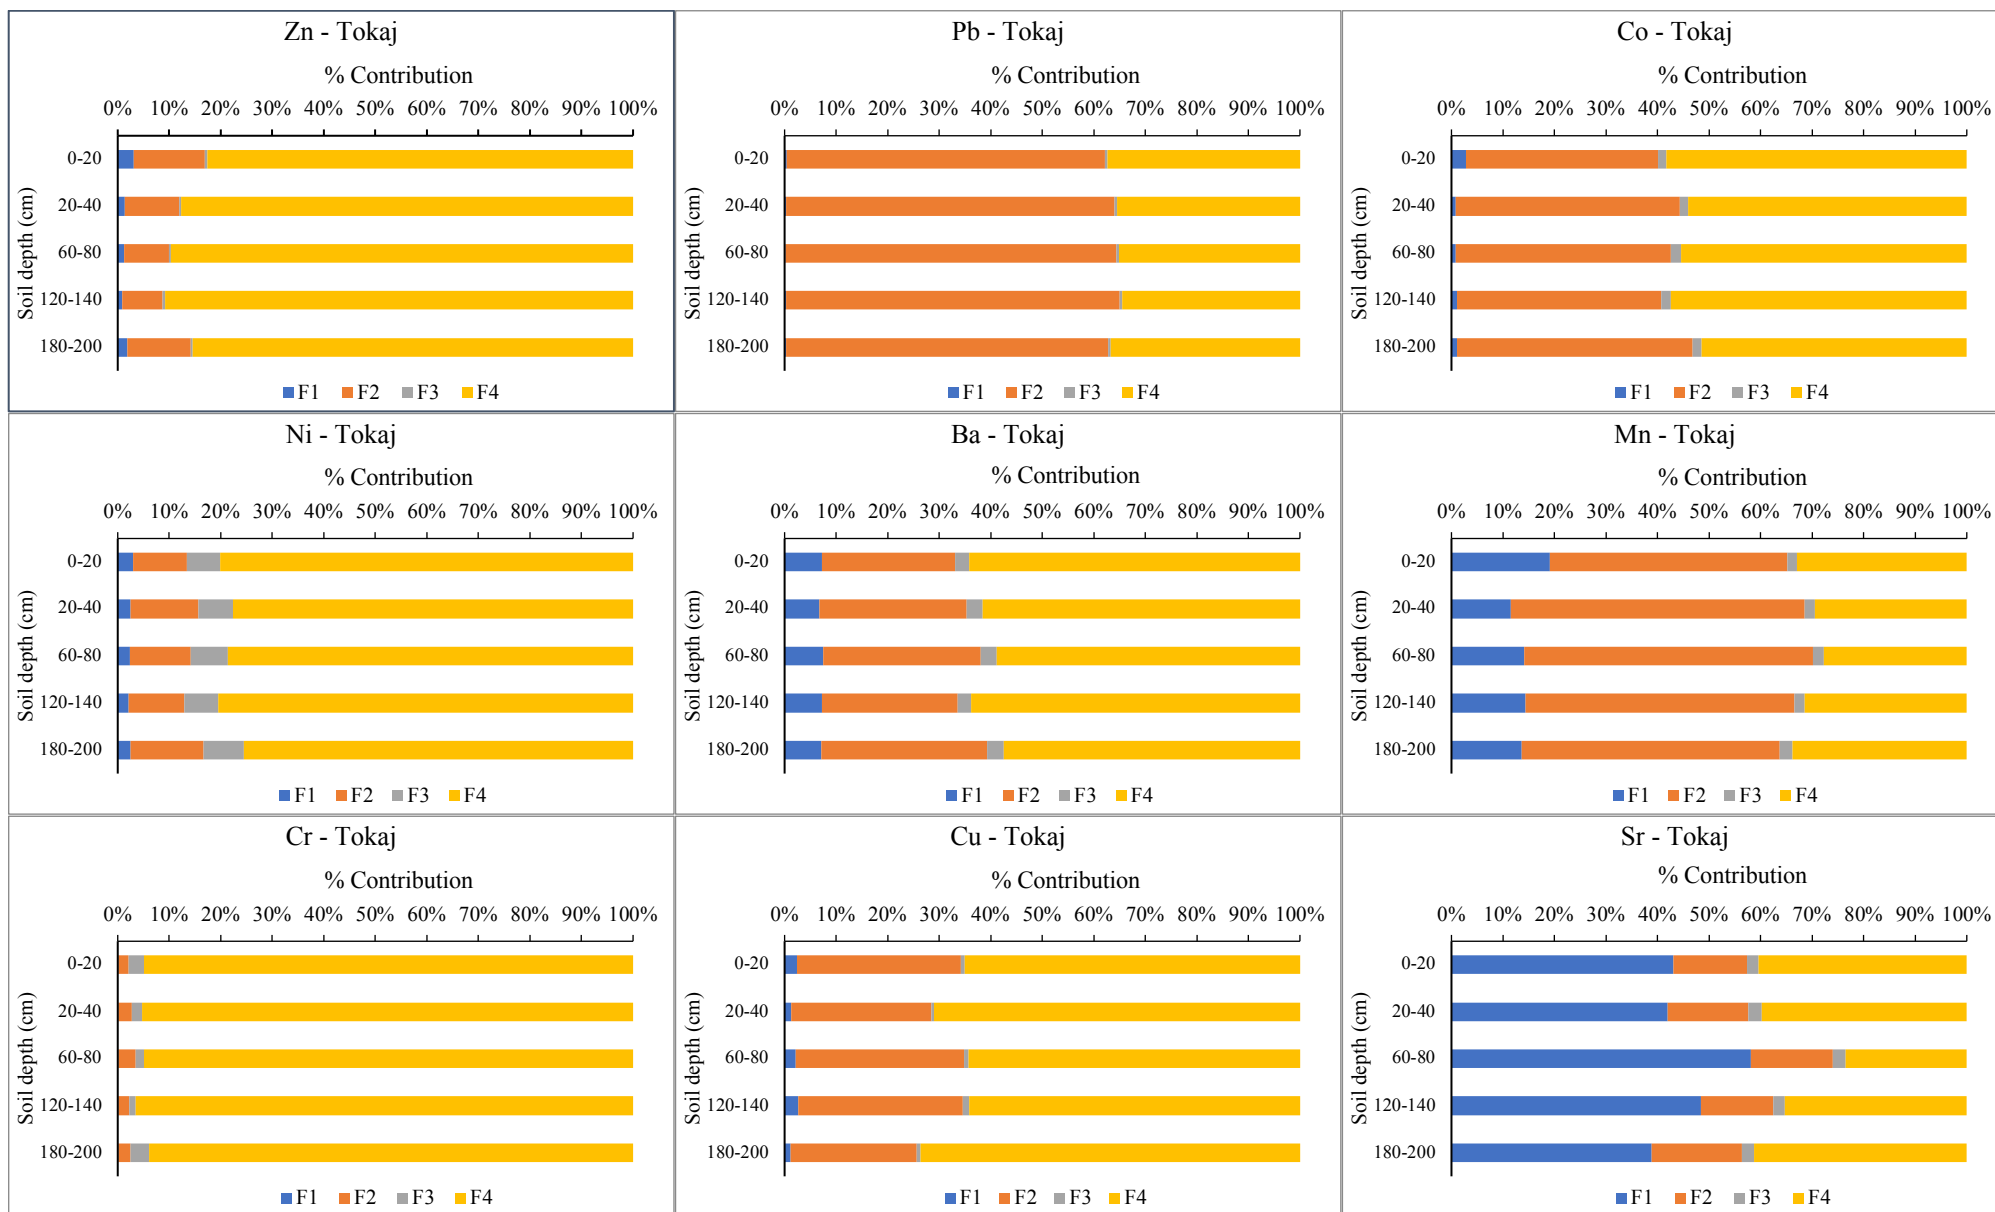 Zn - Tokaj
% Contribution
0% 10% 20% 30% 40% 50% 60% 70% 80% 90% 100%
Soil depth (cm)
0-20
20-40
60-80
120-140
180-200
F1 F2 F3 F4
Pb - Tokaj
% Contribution
0% 10% 20% 30% 40% 50% 60% 70% 80% 90% 100%
Soil depth (cm)
0-20
20-40
60-80
120-140
180-200
F1 F2 F3 F4
Co - Tokaj
% Contribution
0% 10% 20% 30% 40% 50% 60% 70% 80% 90% 100%
Soil depth (cm)
0-20
20-40
60-80
120-140
180-200
F1 F2 F3 F4
Ni - Tokaj
% Contribution
0% 10% 20% 30% 40% 50% 60% 70% 80% 90% 100%
Soil depth (cm)
0-20
20-40
60-80
120-140
180-200
F1 F2 F3 F4
Ba - Tokaj
% Contribution
0% 10% 20% 30% 40% 50% 60% 70% 80% 90% 100%
Soil depth (cm)
0-20
20-40
60-80
120-140
180-200
F1 F2 F3 F4
Mn - Tokaj
% Contribution
0% 10% 20% 30% 40% 50% 60% 70% 80% 90% 100%
Soil depth (cm)
0-20
20-40
60-80
120-140
180-200
F1 F2 F3 F4
Cr - Tokaj
% Contribution
0% 10% 20% 30% 40% 50% 60% 70% 80% 90% 100%
Soil depth (cm)
0-20
20-40
60-80
120-140
180-200
F1 F2 F3 F4
Cu - Tokaj
% Contribution
0% 10% 20% 30% 40% 50% 60% 70% 80% 90% 100%
Soil depth (cm)
0-20
20-40
60-80
120-140
180-200
F1 F2 F3 F4
Sr - Tokaj
% Contribution
0% 10% 20% 30% 40% 50% 60% 70% 80% 90% 100%
Soil depth (cm)
0-20
20-40
60-80
120-140
180-200
F1 F2 F3 F4